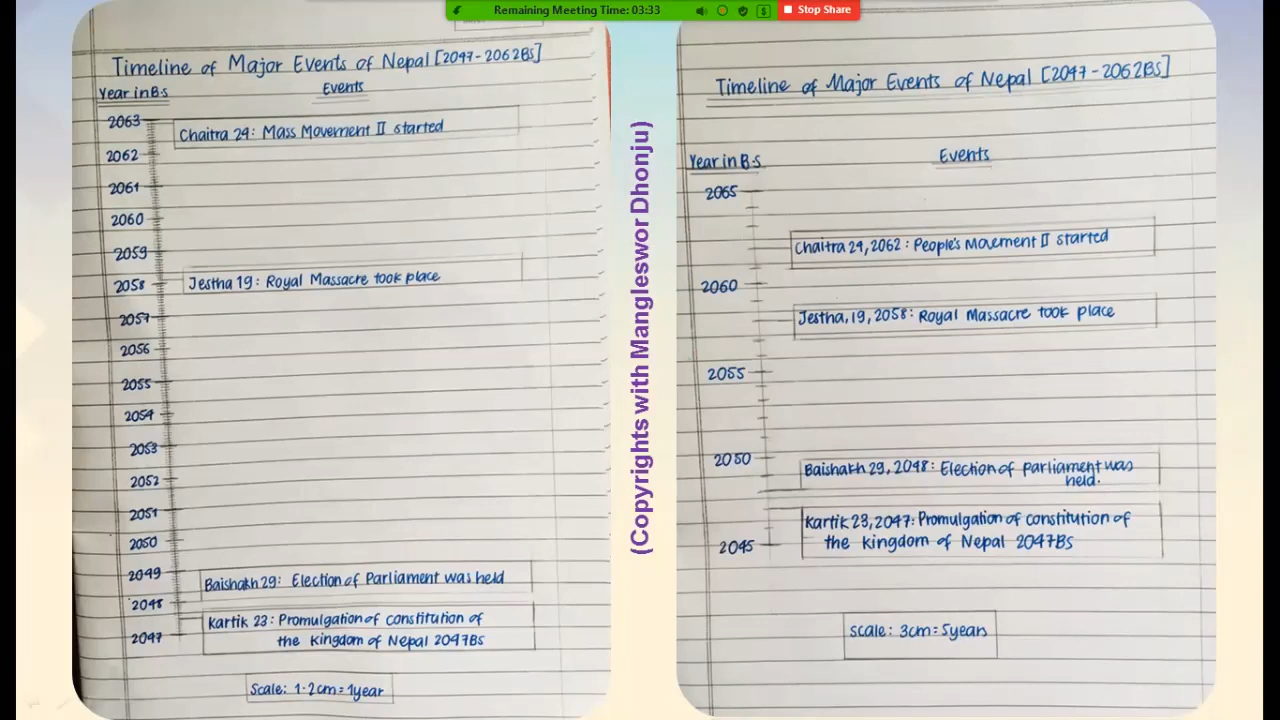 Remaining Meeting Time: 03:33
Stop Share
Timeline of Major Events of Nepal [2047-2062BS]
Year in B.S
Events
2063
Chaitra 24: Mass Movement II started
2062
2061
2060
2059
2058
Jestha 19: Royal Massacre took place
2057
2056
2055
2054
2053
2052
2051
2050
2049
Baishakh 29: Election of Parliament was held
2048
Kartik 23: Promulgation of constitution of
the Kingdom of Nepal 2047BS
2047
Scale: 1.2cm=1year
(Copyrights with Mangleswor Dhonju)
Timeline of Major Events of Nepal [2047-2062BS]
Year in B.S
Events
2065
Chaitra 24, 2062: People's Movement II started
2060
Jestha, 19, 2058: Royal Massacre took place
2055
2050
Baishakh 29, 2048: Election of parliament was
held.
Kartik 23, 2047: Promulgation of constitution of
the kingdom of Nepal 2047BS
2045
scale: 3cm=5years